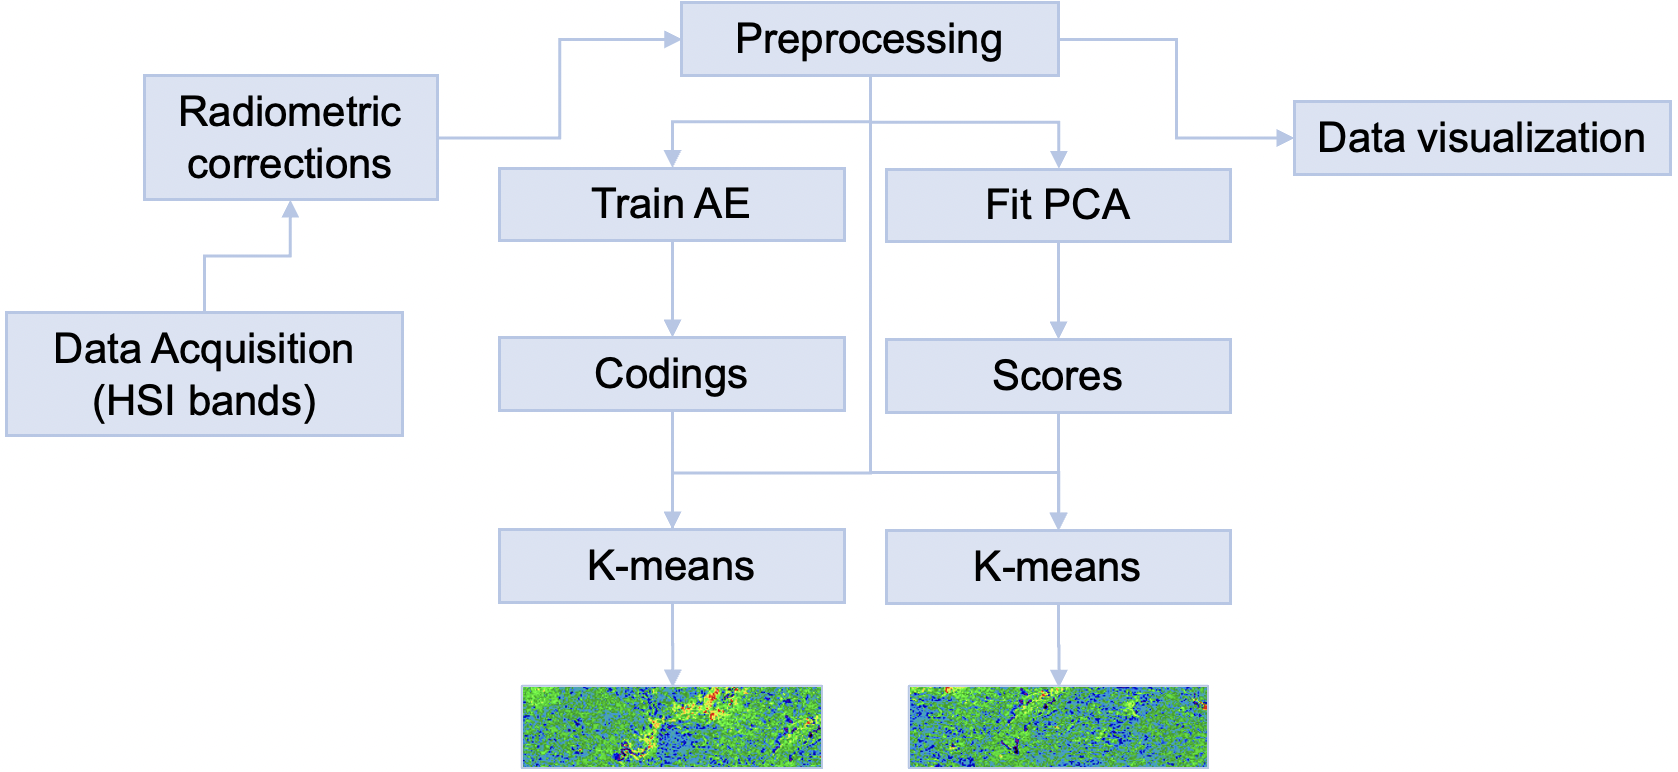 Preprocessing
Radiometric
corrections
Data visualization
Train AE
Fit PCA
Data Acquisition
(HSI bands)
Codings
Scores
K-means
K-means